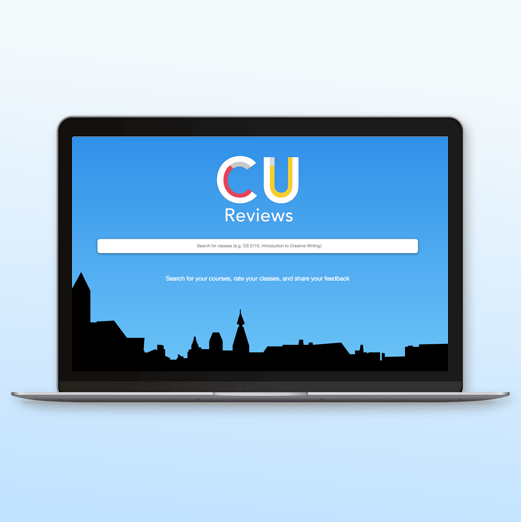 CU
Reviews
Search for classes (e.g. CS 2110, Introduction to Creative Writing)
Search for your courses, rate your classes, and share your feedback